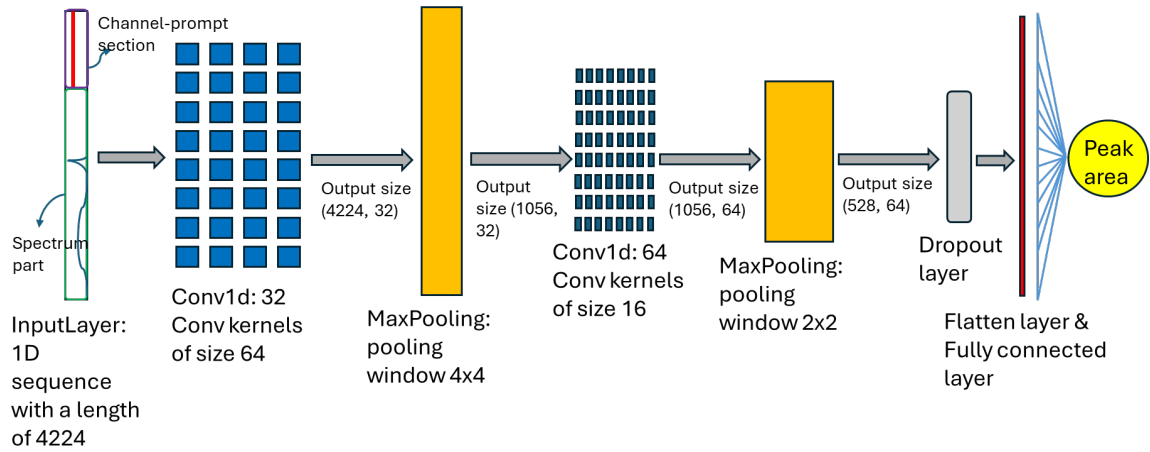 Channel-prompt
section
Spectrum
part
InputLayer:
1D
sequence
with a length
of 4224
Conv1d: 32
Conv kernels
of size 64
Output size
(4224, 32)
MaxPooling:
pooling
window 4x4
Output
size (1056,
32)
Conv1d: 64
Conv kernels
of size 16
Output size
(1056, 64)
MaxPooling:
pooling
window 2x2
Output size
(528, 64)
Dropout
layer
Flatten layer &
Fully connected
layer
Peak
area